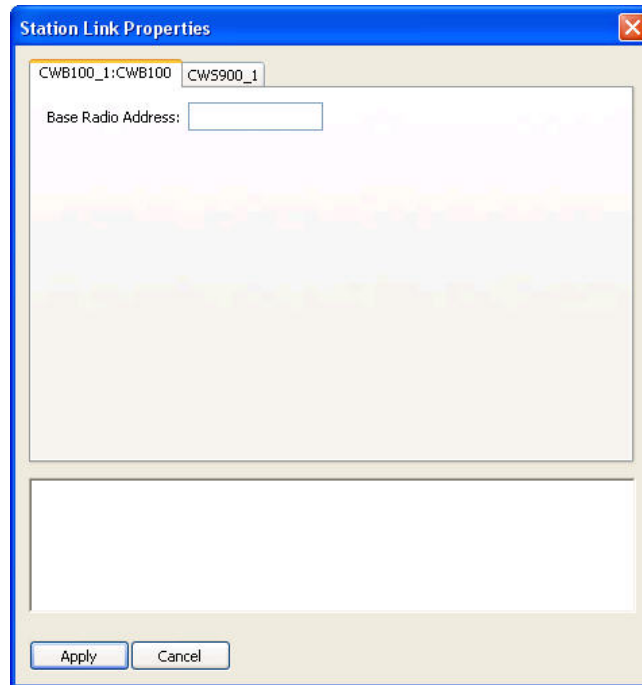 Station Link Properties
CWB100_1:CWB100 CWS900_1
Base Radio Address:
Apply Cancel